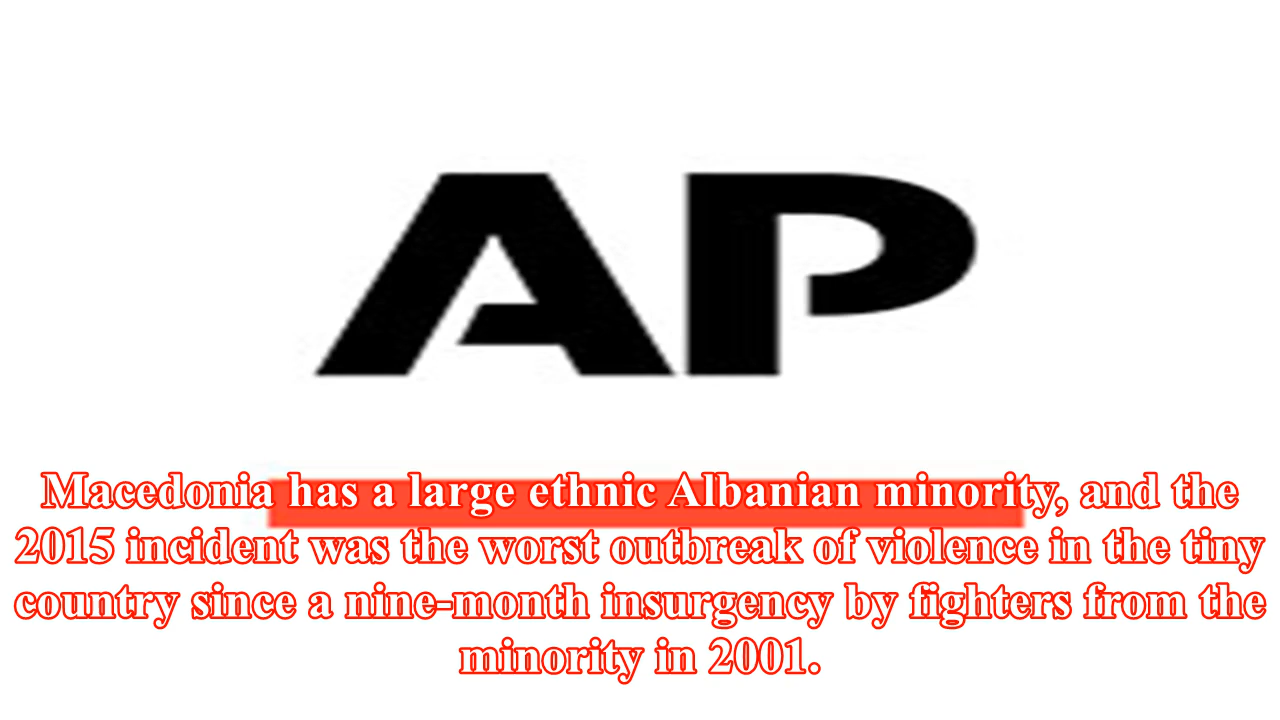 AP
Macedonia has a large ethnic Albanian minority, and the
2015 incident was the worst outbreak of violence in the tiny
country since a nine-month insurgency by fighters from the
minority in 2001.